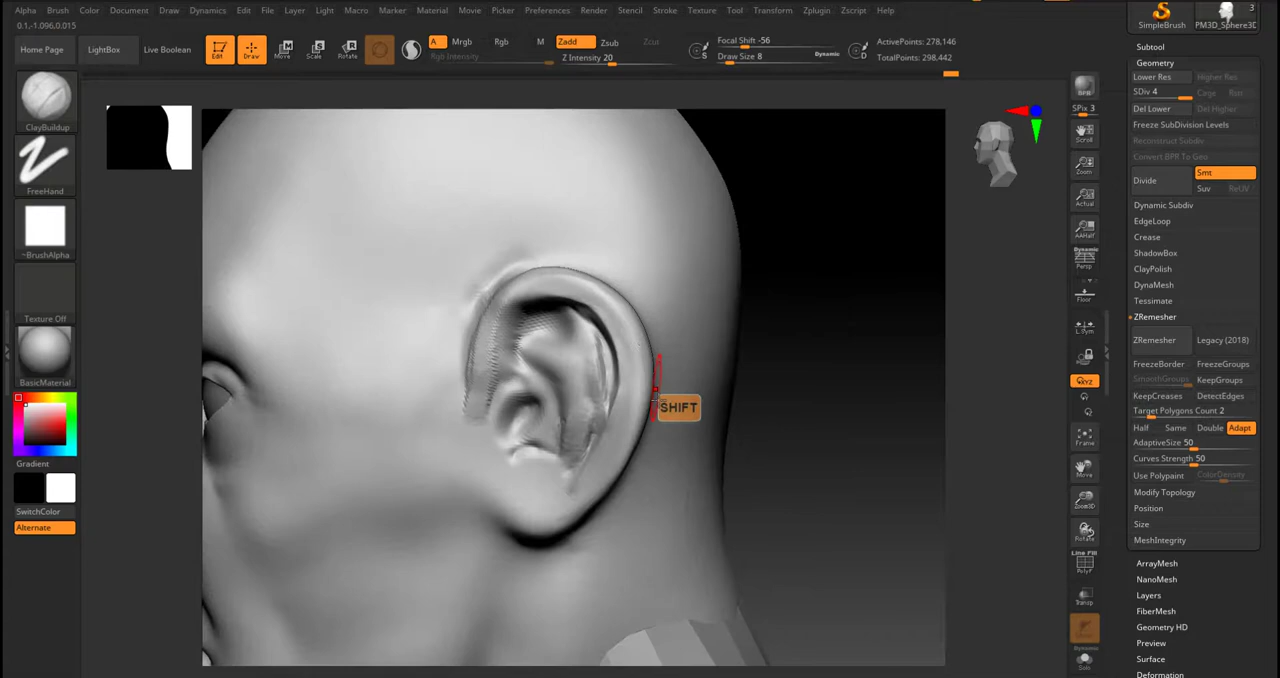 Alpha Brush Color Document Draw Dynamics Edit File Layer Light Macro Marker Material Movie Picker Preferences Render Stencil Stroke Texture Tool Transform Zplugin Zscript Help
0.1,-1.096,0.015
Home Page
LightBox
Live Boolean
Edit
Draw
Move
Scale
Rotate
A
Mrgb
Rgb
M
Rgb Intensity
Zadd
Zsub
Zcut
Z Intensity 20
S
Focal Shift -56
Draw Size 8
Dynamic
D
ActivePoints: 278,146
TotalPoints: 298,442
ClayBuildup
FreeHand
~BrushAlpha
Texture Off
BasicMaterial
Gradient
SwitchColor
Alternate
SHIFT
BPR
SPix 3
Scroll
Zoom
Actual
AAHalf
Dynamic
Persp
Floor
L.Sym
XYZ
Frame
Move
Zoom3D
Rotate
Line Fill
PolyF
Transp
Dynamic
Solo
SimpleBrush
3
PM3D_Sphere3D
Subtool
Geometry
Lower Res
Higher Res
SDiv 4
Cage
Rstr
Del Lower
Del Higher
Freeze SubDivision Levels
Reconstruct Subdiv
Convert BPR To Geo
Divide
Smt
Suv
ReUV
Dynamic Subdiv
EdgeLoop
Crease
ShadowBox
ClayPolish
DynaMesh
Tessimate
ZRemesher
ZRemesher
Legacy (2018)
FreezeBorder
FreezeGroups
SmoothGroups
KeepGroups
KeepCreases
DetectEdges
Target Polygons Count 2
Half
Same
Double
Adapt
AdaptiveSize 50
Curves Strength 50
Use Polypaint
ColorDensity
Modify Topology
Position
Size
MeshIntegrity
ArrayMesh
NanoMesh
Layers
FiberMesh
Geometry HD
Preview
Surface
Deformation